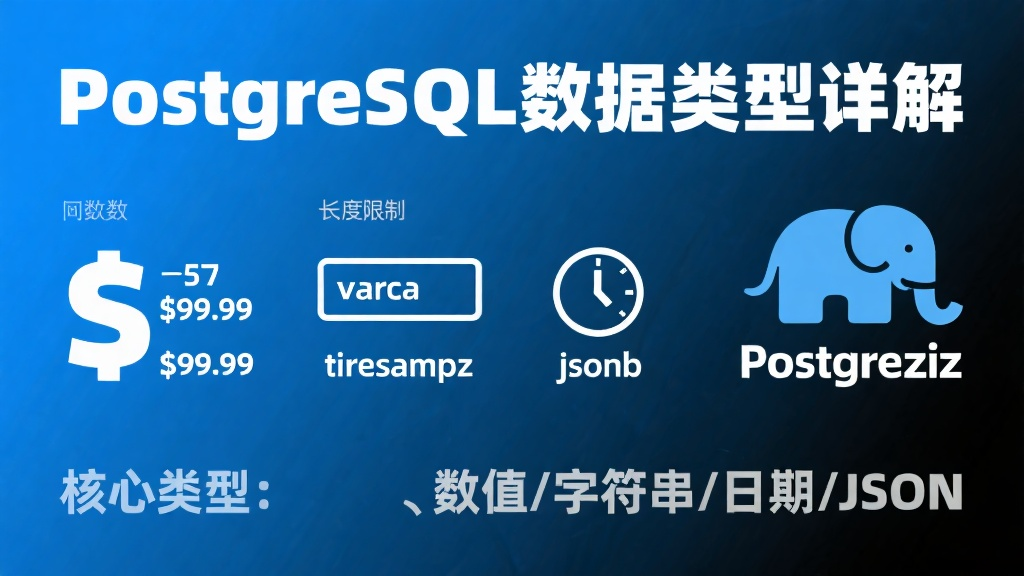 PostgreSQL数据类型详解
数数
长度限制
$
−57
$99.99
$99.99
varca
tiresampz
jsonb
Postgreziz
核心类型：
、数值/字符串/日期/JSON